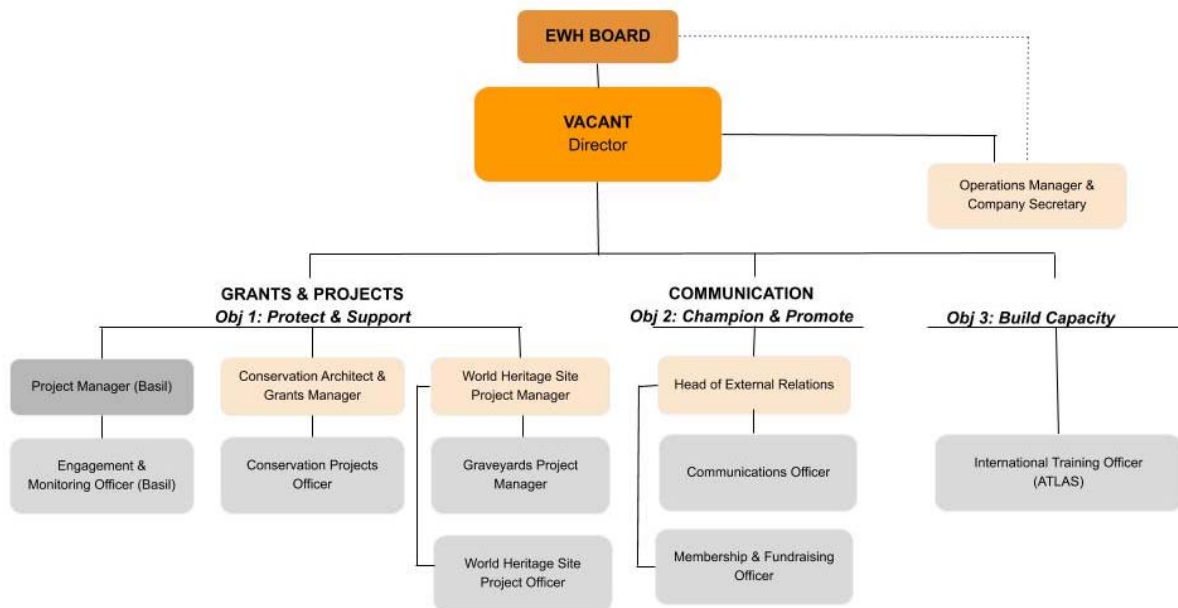 EWH BOARD
VACANT
Director
Operations Manager &
Company Secretary
GRANTS & PROJECTS
Obj 1: Protect & Support
COMMUNICATION
Obj 2: Champion & Promote
Obj 3: Build Capacity
Project Manager (Basil)
Conservation Architect &
Grants Manager
World Heritage Site
Project Manager
Head of External Relations
Engagement &
Monitoring Officer (Basil)
Conservation Projects
Officer
Graveyards Project
Manager
Communications Officer
International Training Officer
(ATLAS)
World Heritage Site
Project Officer
Membership & Fundraising
Officer